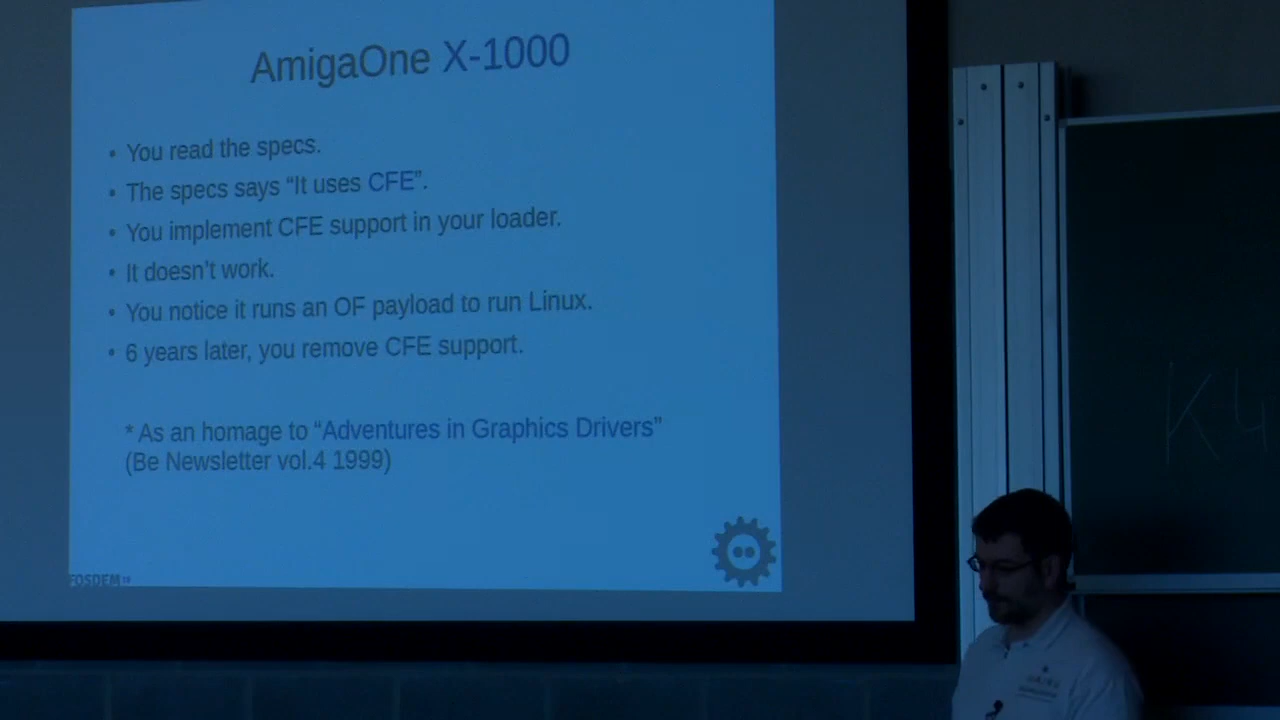 AmigaOne X-1000
• You read the specs.
• The specs says “It uses CFE”.
• You implement CFE support in your loader.
• It doesn’t work.
• You notice it runs an OF payload to run Linux.
• 6 years later, you remove CFE support.
* As an homage to “Adventures in Graphics Drivers”
(Be Newsletter vol.4 1999)
FOSDEM
K4